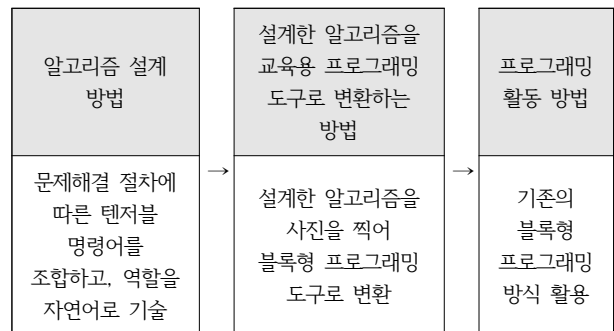 알고리즘 설계
방법
설계한 알고리즘을
교육용 프로그래밍
도구로 변환하는
방법
프로그래밍
활동 방법
문제해결 절차에
따른 텐저블
명령어를
조합하고, 역할을
자연어로 기술
→
설계한 알고리즘을
사진을 찍어
블록형 프로그래밍
도구로 변환
→
기존의
블록형
프로그래밍
방식 활용